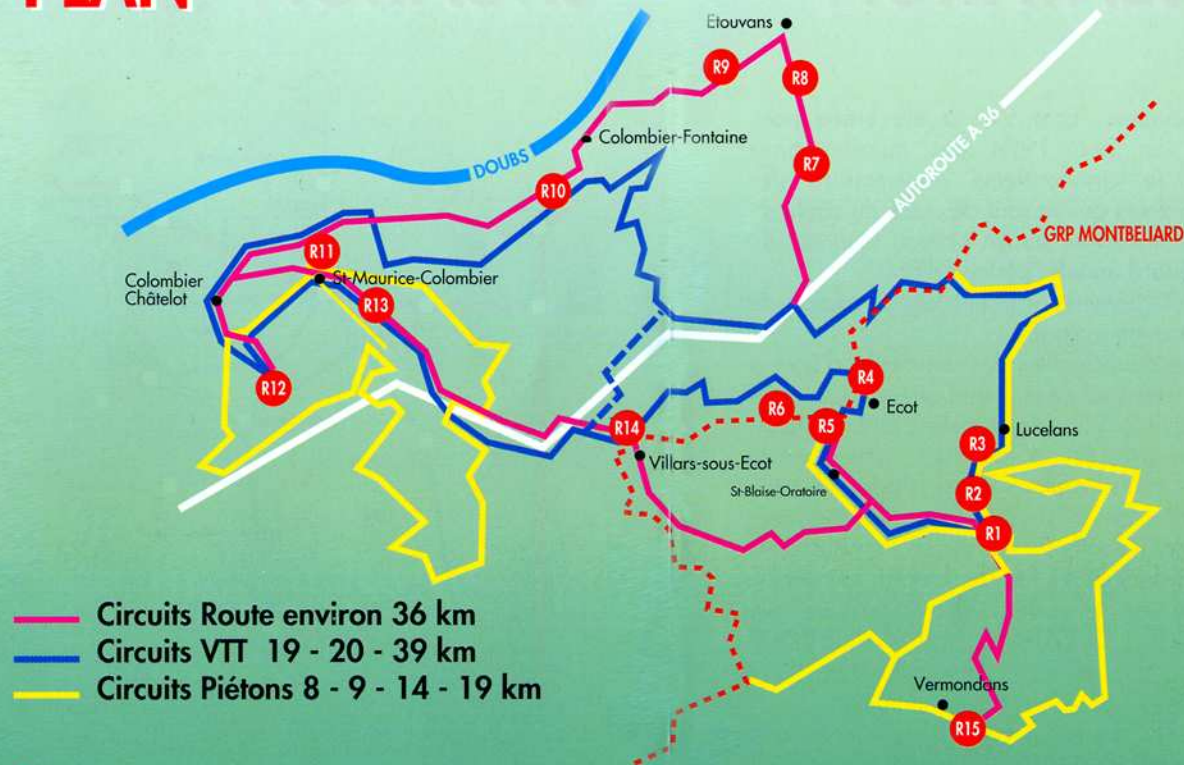 PLAN
Etouvans
R9
R8
AUTOROUTE A 36
Colombier-Fontaine
DOUBS
R7
R10
GRP MONTBELIARD
R11
Colombier
Châtelot
St-Maurice-Colombier
R13
R12
R4
Ecot
R6
R14
R5
Lucelans
R3
Villars-sous-Ecot
St-Blaise-Oratoire
R2
R1
Circuits Route environ 36 km
Circuits VTT 19 - 20 - 39 km
Circuits Piétons 8 - 9 - 14 - 19 km
Vermondans
R15